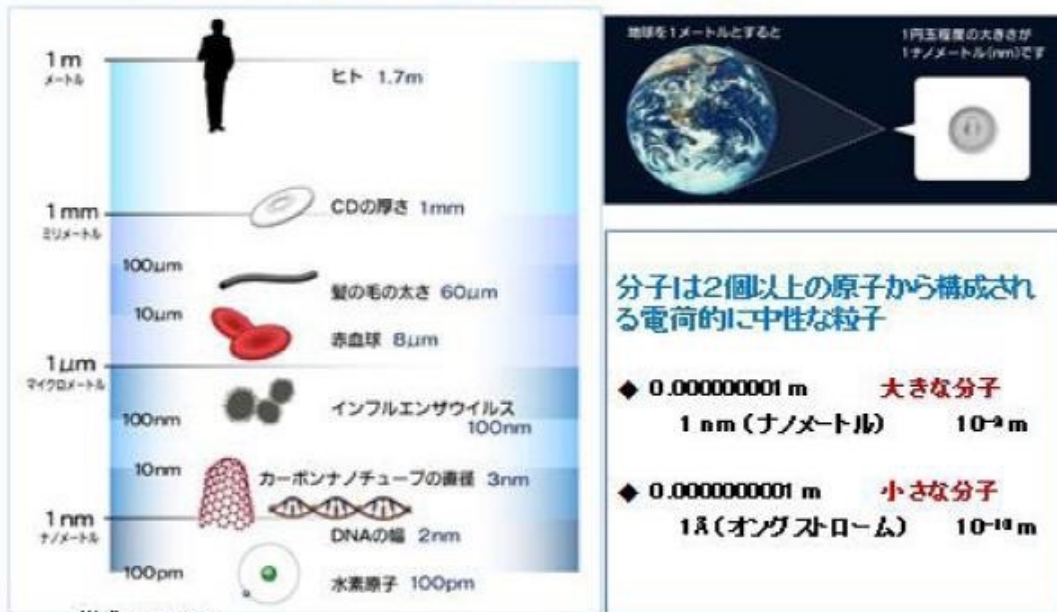 1m
メートル
ヒト 1.7m
1mm
ミリメートル
CDの厚さ 1mm
100μm
髪の毛の太さ 60μm
10μm
赤血球 8μm
1μm
マイクロメートル
インフルエンザウイルス
100nm
100nm
10nm
カーボンナノチューブの直径 3nm
1nm
ナノメートル
DNAの幅 2nm
100pm
水素原子 100pm
地球を1メートルとすると
1円玉程度の大きさが
1ナノメートル(nm)です
分子は2個以上の原子から構成され
る電荷的に中性な粒子
◆ 0.000000001 m 大きな分子
1 nm (ナノメートル) 10⁻⁹ m
◆ 0.0000000001 m 小さな分子
1Å (オングストローム) 10⁻¹⁰ m